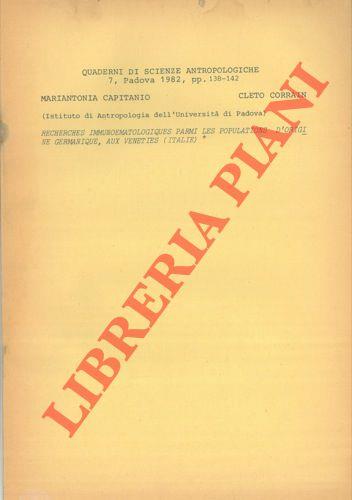 QUADERNI DI SCIENZE ANTROPOLOGICHE
7, Padova 1982, pp. 138-142
MARIANTONIA CAPITANIO CLETO CORRAIN
(Istituto di Antropologia dell'Università di Padova)
RECHERCHES IMMUNOEMATOLOGIQUES PARMI LES POPULATIONS D'ORIGI
NE GERMARIQUE, AUX VENETIES (ITALIE) *
LIBRERIA PIANI